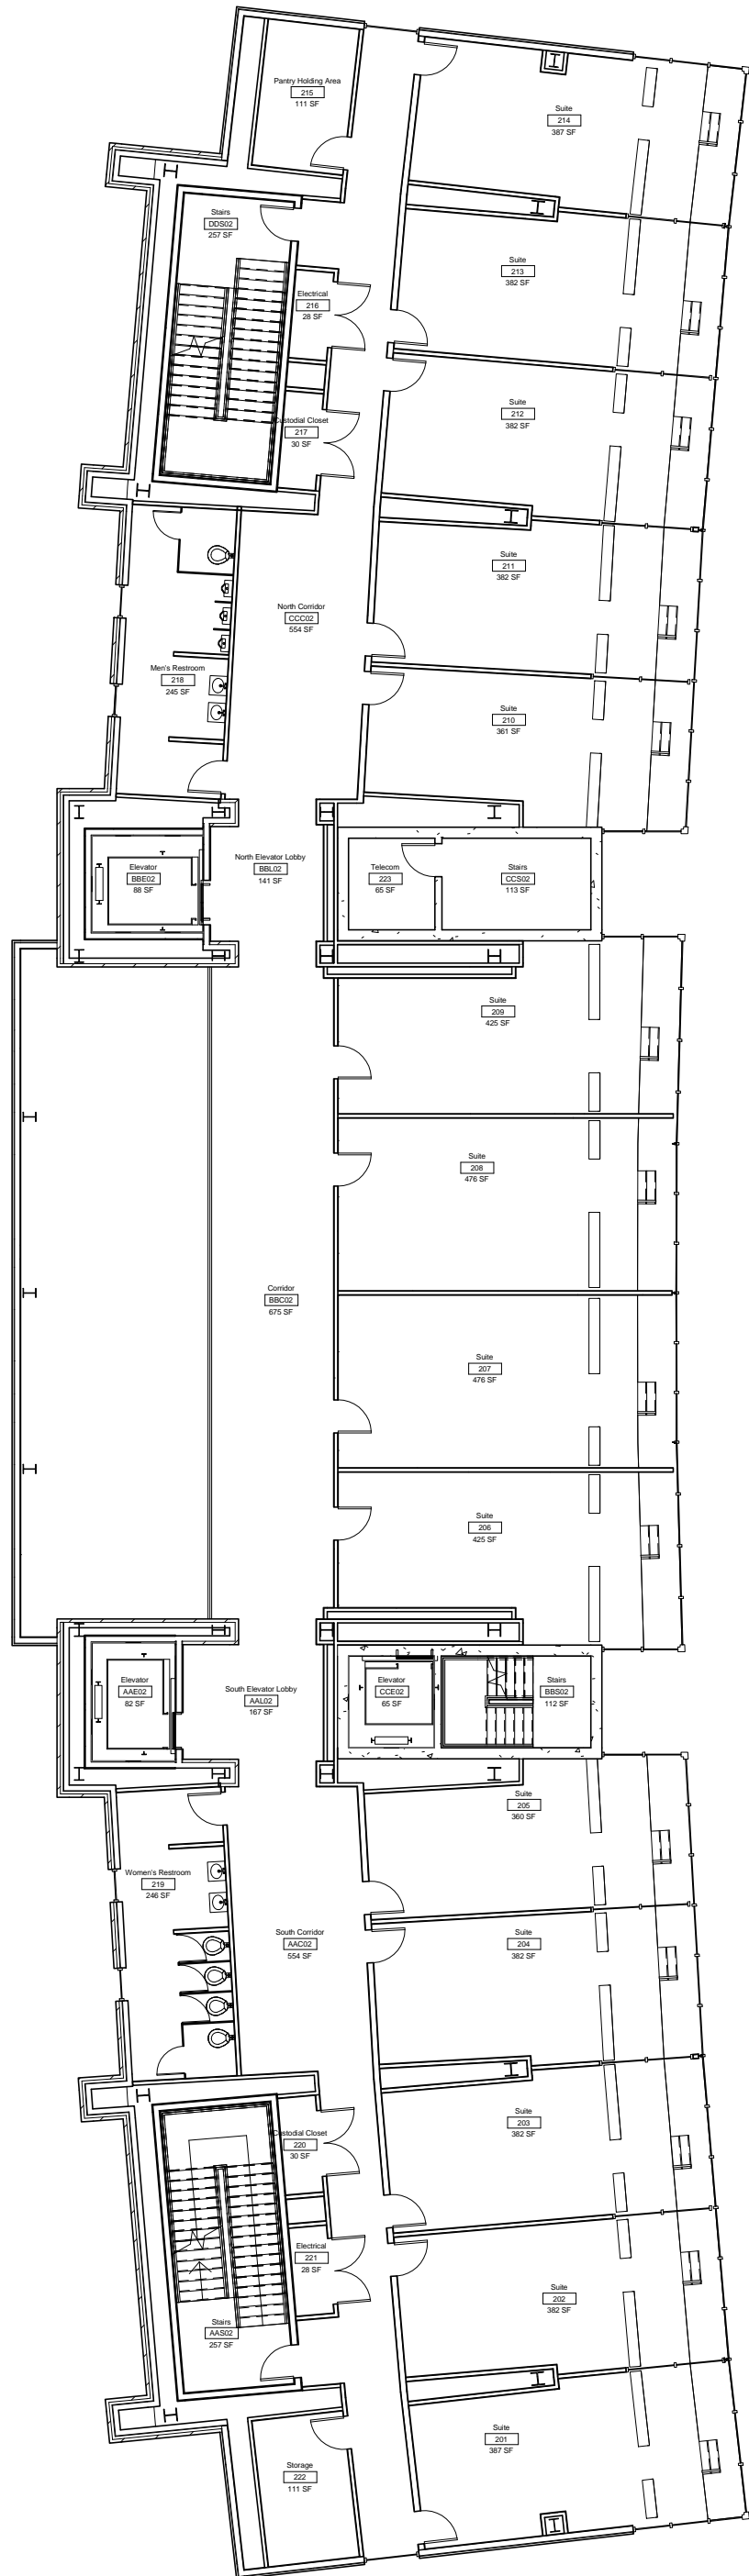 Pantry Holding Area
215
111 SF
Suite
214
387 SF
Stairs
DDS02
257 SF
Suite
213
382 SF
Electrical
216
28 SF
Suite
212
382 SF
Custodial Closet
217
30 SF
Suite
211
382 SF
North Corridor
CCC02
554 SF
Men's Restroom
218
245 SF
Suite
210
361 SF
Elevator
BBE02
88 SF
North Elevator Lobby
BBL02
141 SF
Telecom
223
65 SF
Stairs
CCS02
113 SF
Suite
209
425 SF
Suite
208
476 SF
Corridor
BBC02
675 SF
Suite
207
476 SF
Suite
206
425 SF
Elevator
AAE02
82 SF
South Elevator Lobby
AAL02
167 SF
Elevator
CCE02
65 SF
Stairs
BBS02
112 SF
Suite
205
360 SF
Women's Restroom
219
246 SF
South Corridor
AAC02
554 SF
Suite
204
382 SF
Custodial Closet
220
30 SF
Suite
203
382 SF
Electrical
221
28 SF
Suite
202
382 SF
Stairs
AAS02
257 SF
Suite
201
387 SF
Storage
222
111 SF